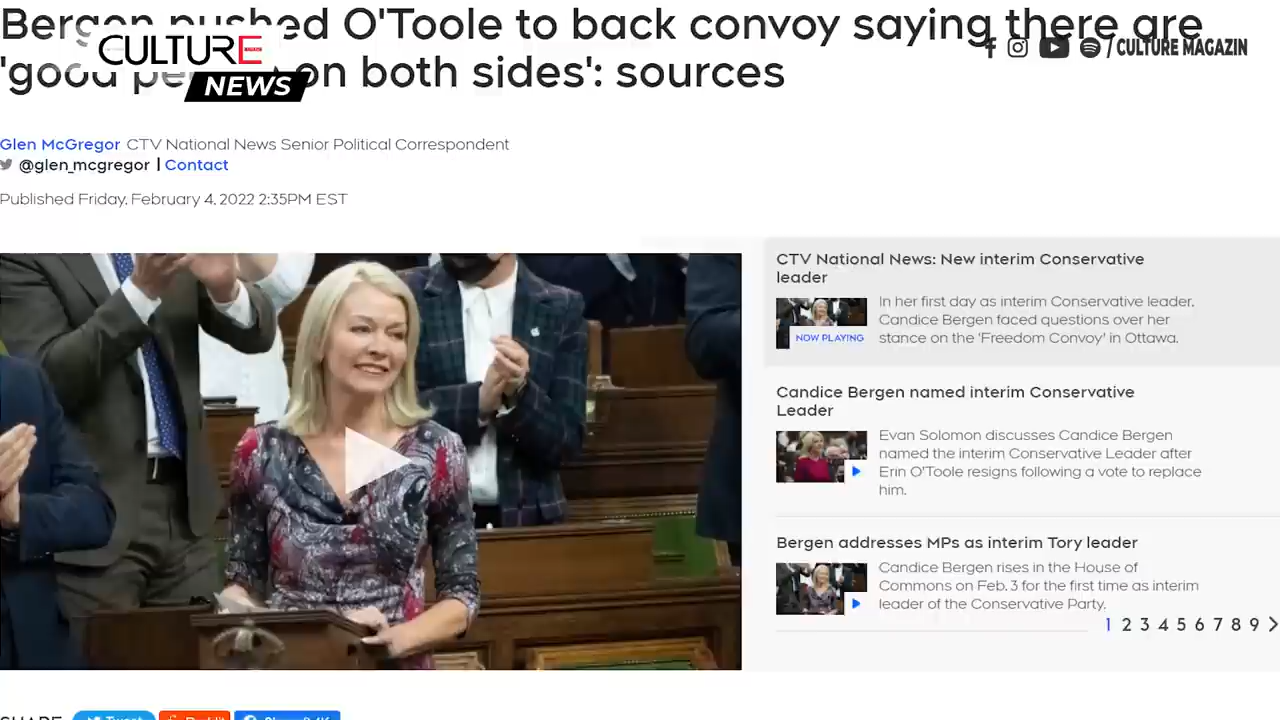 Bergen pushed O'Toole to back convoy saying there are
'good pe on both sides': sources
CULTURE
NEWS
/ CULTURE MAGAZIN
Glen McGregor CTV National News Senior Political Correspondent
@glen_mcgregor | Contact
Published Friday, February 4, 2022 2:35PM EST
CTV National News: New interim Conservative
leader
In her first day as interim Conservative leader,
Candice Bergen faced questions over her
stance on the 'Freedom Convoy' in Ottawa.
NOW PLAYING
Candice Bergen named interim Conservative
Leader
Evan Solomon discusses Candice Bergen
named the interim Conservative Leader after
Erin O'Toole resigns following a vote to replace
him.
Bergen addresses MPs as interim Tory leader
Candice Bergen rises in the House of
Commons on Feb. 3 for the first time as interim
leader of the Conservative Party.
1 2 3 4 5 6 7 8 9
SHARE Tweet Reddit Share